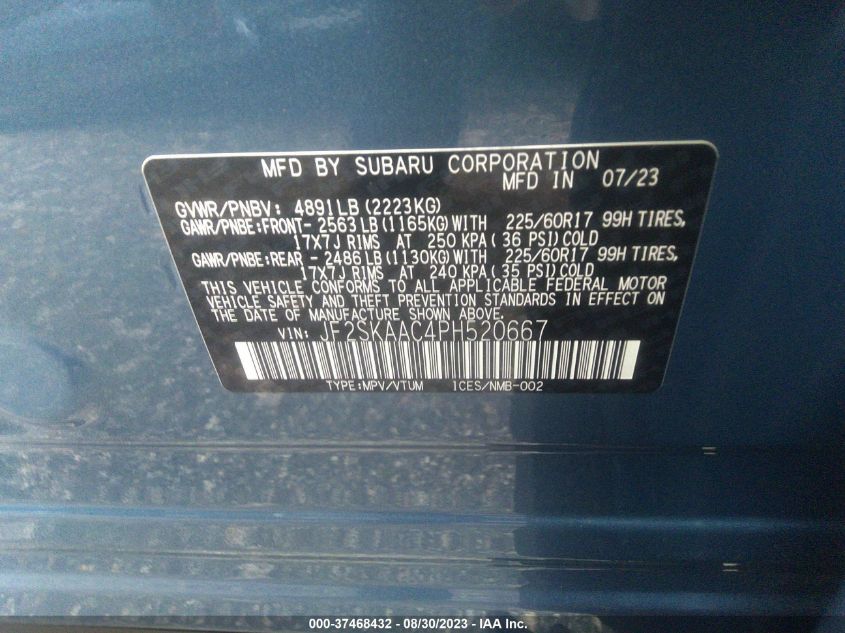 MFD BY SUBARU CORPORATION
MFD IN 07/23
GVWR/PNBV: 4891LB (2223KG)
GAWR/PNBE:FRONT- 2563LB (1165KG) WITH 225/60R17 99H TIRES,
17X7J RIMS AT 250 KPA ( 36 PSI) COLD
GAWR/PNBE:REAR - 2486LB (1130KG) WITH 225/60R17 99H TIRES,
17X7J RIMS AT 240 KPA ( 35 PSI) COLD
THIS VEHICLE CONFORMS TO ALL APPLICABLE FEDERAL MOTOR
VEHICLE SAFETY AND THEFT PREVENTION STANDARDS IN EFFECT ON
THE DATE OF MANUFACTURE SHOWN ABOVE.
VIN: JF2SKAAC4PH520667
TYPE:MPV/VTUM ICES/NMB-002
000-37468432 - 08/30/2023 - IAA Inc.